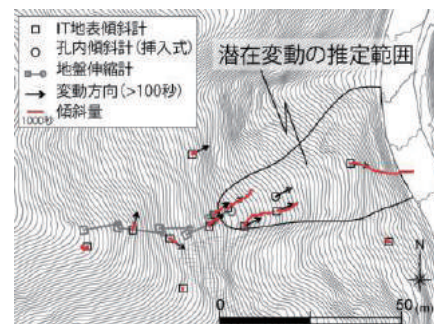 IT地表傾斜計
孔内傾斜計(挿入式)
地盤伸縮計
変動方向(>100秒)
傾斜量
1000秒
潜在変動の推定範囲
0
50(m)